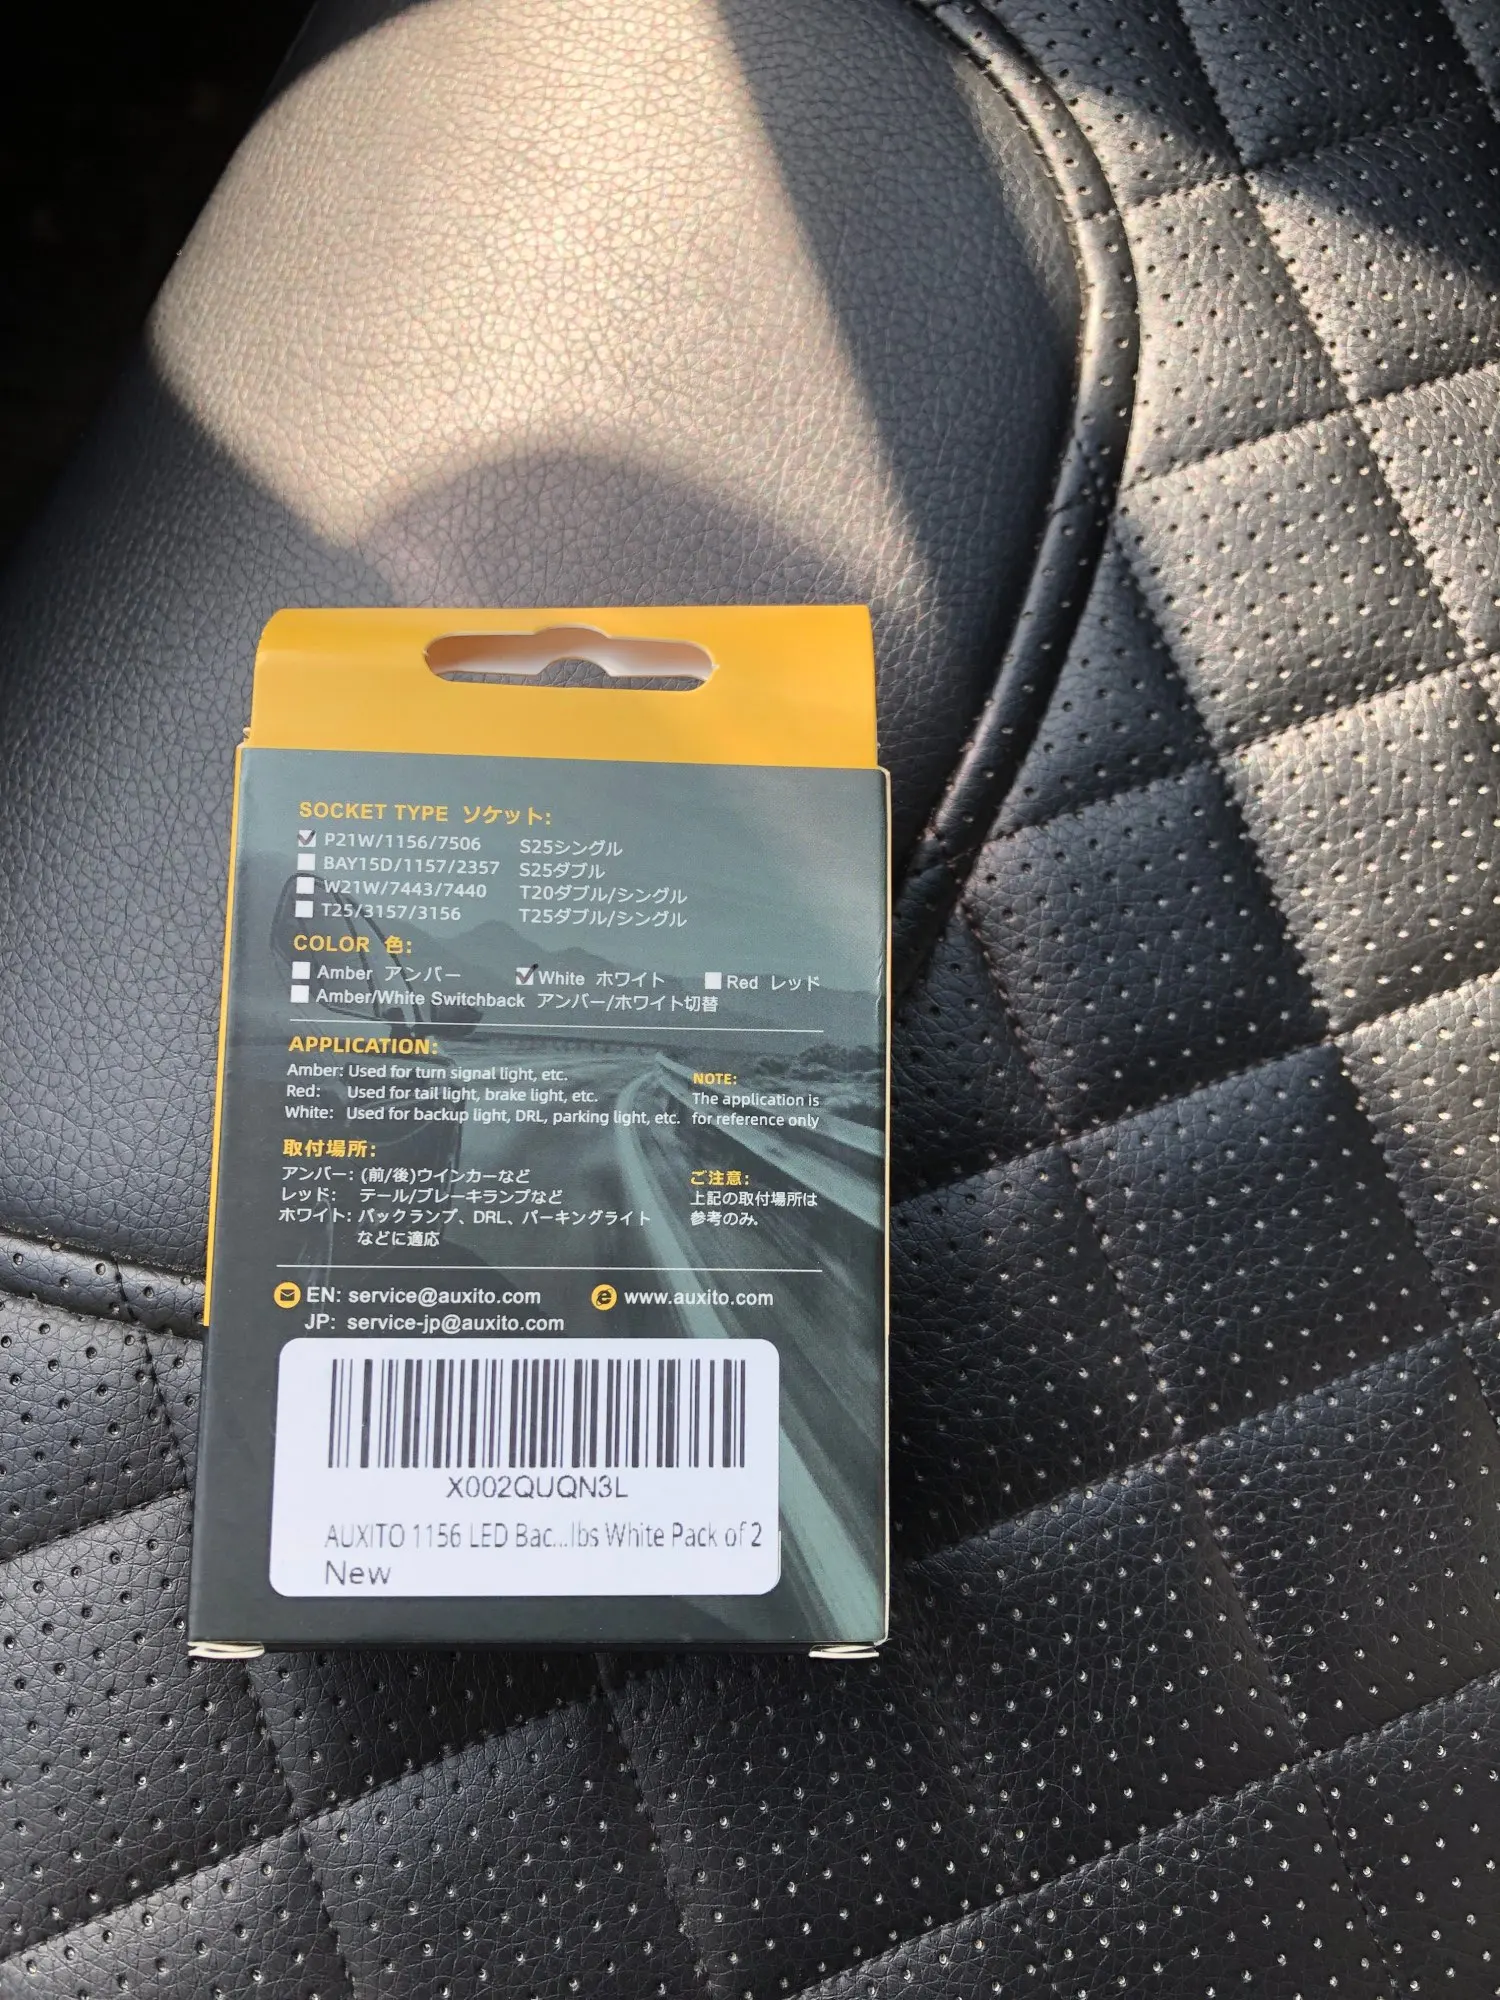 SOCKET TYPE ソケット:
P21W/1156/7506 S25シングル
BAY15D/1157/2357 S25ダブル
W21W/7443/7440 T20ダブル/シングル
T25/3157/3156 T25ダブル/シングル
COLOR 色:
Amber アンバー White ホワイト Red レッド
Amber/White Switchback アンバー/ホワイト切替
APPLICATION:
Amber: Used for turn signal light, etc.
Red: Used for tail light, brake light, etc.
White: Used for backup light, DRL, parking light, etc.
NOTE:
The application is
for reference only
取付場所:
アンバー: (前/後)ウインカーなど
レッド: テール/ブレーキランプなど
ホワイト: バックランプ、DRL、パーキングライト
などに適応
ご注意:
上記の取付場所は
参考のみ.
EN: service@auxito.com www.auxito.com
JP: service-jp@auxito.com
X002QUQN3L
AUXITO 1156 LED Bac...lbs White Pack of 2
New